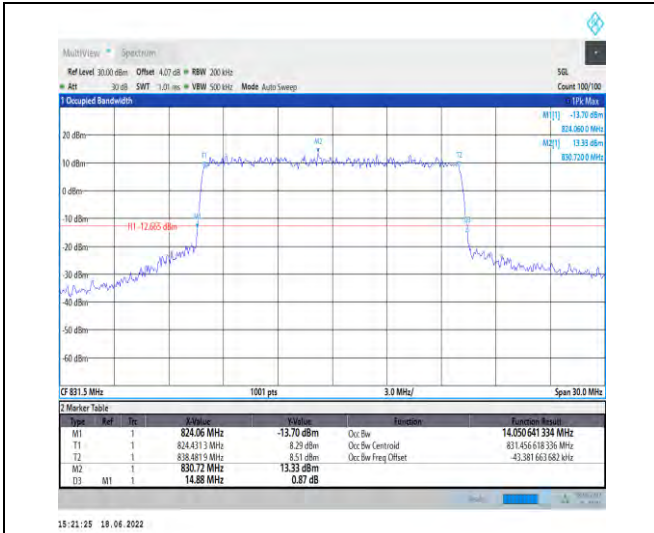 MultiView Spectrum
Ref Level 30.00 dBm Offset 4.07 dB RBW 200 kHz SGL
Att 30 dB SWT 1.01 ms VBW 500 kHz Mode Auto Sweep Count 100/100
1 Occupied Bandwidth 1Pk Max
M1[1] -13.70 dBm
824.060 0 MHz
M2[1] 13.33 dBm
830.720 0 MHz
20 dBm
M2
T1 T2
10 dBm
0 dBm
-10 dBm
M1
H1 -12.665 dBm
-20 dBm
-30 dBm
-40 dBm
-50 dBm
-60 dBm
CF 831.5 MHz 1001 pts 3.0 MHz/ Span 30.0 MHz
2 Marker Table
Type Ref Trc X-Value Y-Value Function Function Result
M1 1 824.06 MHz -13.70 dBm Occ Bw 14.050 641 334 MHz
T1 1 824.431 3 MHz 8.29 dBm Occ Bw Centroid 831.456 618 336 MHz
T2 1 838.481 9 MHz 8.51 dBm Occ Bw Freq Offset -43.381 663 682 kHz
M2 1 830.72 MHz 13.33 dBm
D3 M1 1 14.88 MHz 0.87 dB
15:21:25 18.06.2022